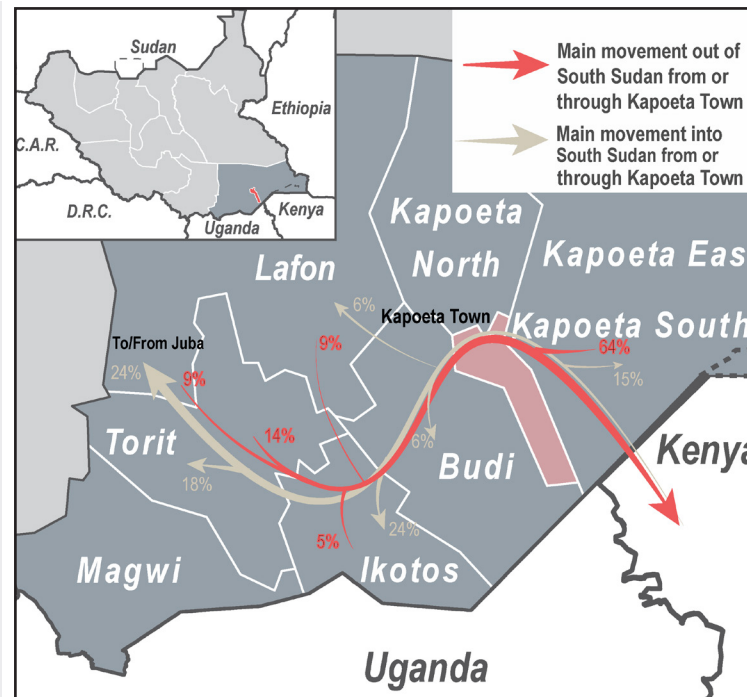 Sudan
Ethiopia
C.A.R.
D.R.C.
Kenya
Uganda
Main movement out of
South Sudan from or
through Kapoeta Town
Main movement into
South Sudan from or
through Kapoeta Town
Kapoeta
North
Kapoeta Eas
Lafon
6%
Kapoeta Town
Kapoeta South
To/From Juba
9%
64%
24%
9%
15%
14%
6%
Torit
18%
Budi
Kenya
24%
5%
Magwi
Ikotos
Uganda